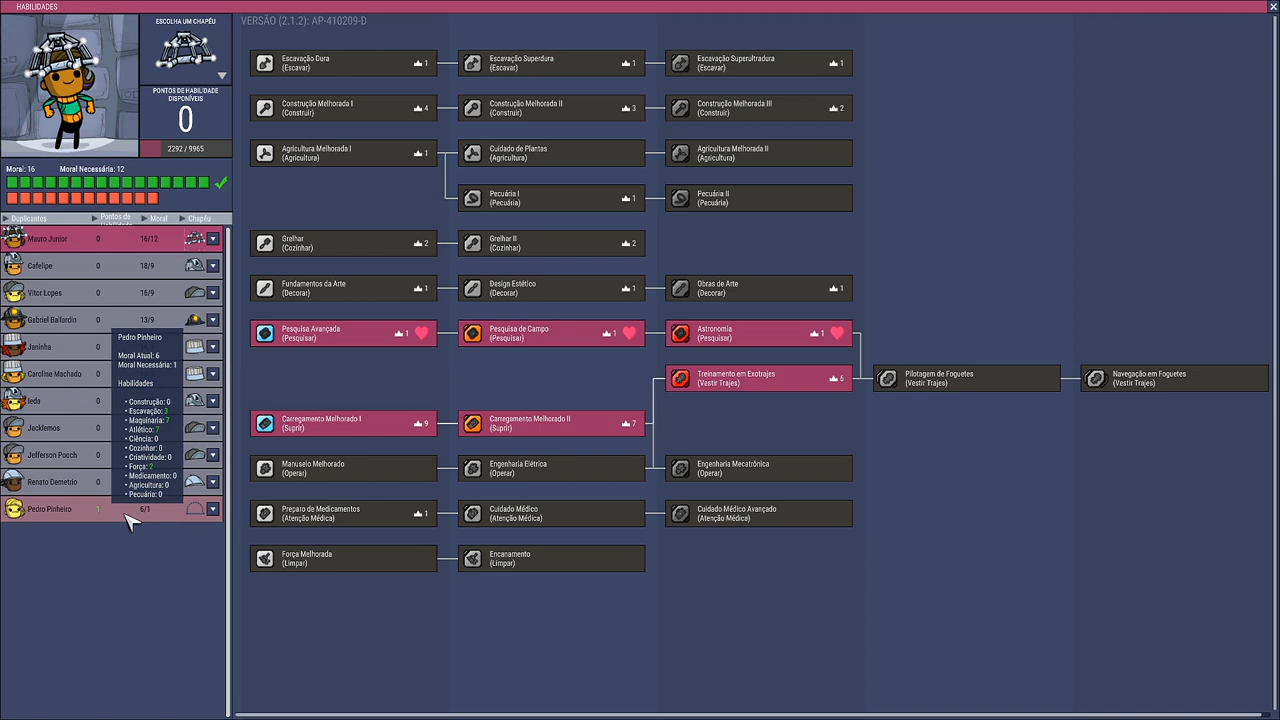 HABILIDADES
ESCOLHA UM CHAPÉU
PONTOS DE HABILIDADE DISPONÍVEIS
0
2292 / 9965
Moral: 16 Moral Necessária: 12
Duplicantes Pontos de Habilidade Moral Chapéu
Mauro Junior 0 16/12
Cafelipe 0 18/9
Vitor Lopes 0 16/9
Gabriel Ballardin 0 13/9
Janinha
Caroline Machado
Ieda
Jacklemos
Jefferson Pooch
Renato Demetrio
Pedro Pinheiro 1 6/1
Pedro Pinheiro
Moral Atual: 6
Moral Necessária: 1
Habilidades
• Construção: 0
• Escavação: 3
• Maquinaria: 7
• Atlético: 7
• Ciência: 0
• Cozinhar: 0
• Criatividade: 0
• Força: 2
• Medicamento: 0
• Agricultura: 0
• Pecuária: 0
VERSÃO (2.1.2): AP-410209-D
Escavação Dura
(Escavar)
1
Escavação Superdura
(Escavar)
1
Escavação Superultradura
(Escavar)
1
Construção Melhorada I
(Construir)
4
Construção Melhorada II
(Construir)
3
Construção Melhorada III
(Construir)
2
Agricultura Melhorada I
(Agricultura)
1
Cuidado de Plantas
(Agricultura)
Agricultura Melhorada II
(Agricultura)
Pecuária I
(Pecuária)
1
Pecuária II
(Pecuária)
Grelhar
(Cozinhar)
2
Grelhar II
(Cozinhar)
2
Fundamentos da Arte
(Decorar)
1
Design Estético
(Decorar)
1
Obras de Arte
(Decorar)
1
Pesquisa Avançada
(Pesquisar)
1
Pesquisa de Campo
(Pesquisar)
1
Astronomia
(Pesquisar)
1
Treinamento em Exotrajes
(Vestir Trajes)
6
Pilotagem de Foguetes
(Vestir Trajes)
Navegação em Foguetes
(Vestir Trajes)
Carregamento Melhorado I
(Suprir)
9
Carregamento Melhorado II
(Suprir)
7
Manuseio Melhorado
(Operar)
Engenharia Elétrica
(Operar)
Engenharia Mecatrônica
(Operar)
Preparo de Medicamentos
(Atenção Médica)
1
Cuidado Médico
(Atenção Médica)
Cuidado Médico Avançado
(Atenção Médica)
Força Melhorada
(Limpar)
Encanamento
(Limpar)